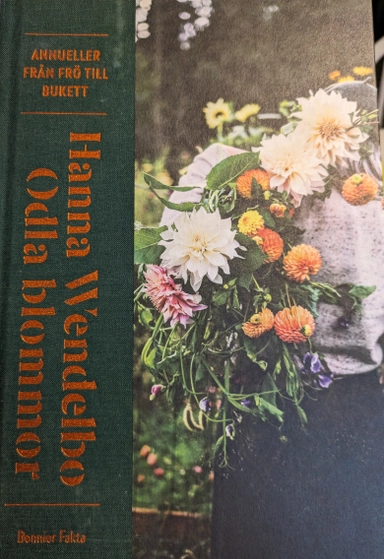 ANNUELLER
FRÅN FRÖ TILL
BUKETT
Hanna Wendelbo
Odla blommor
Bonnier Fakta